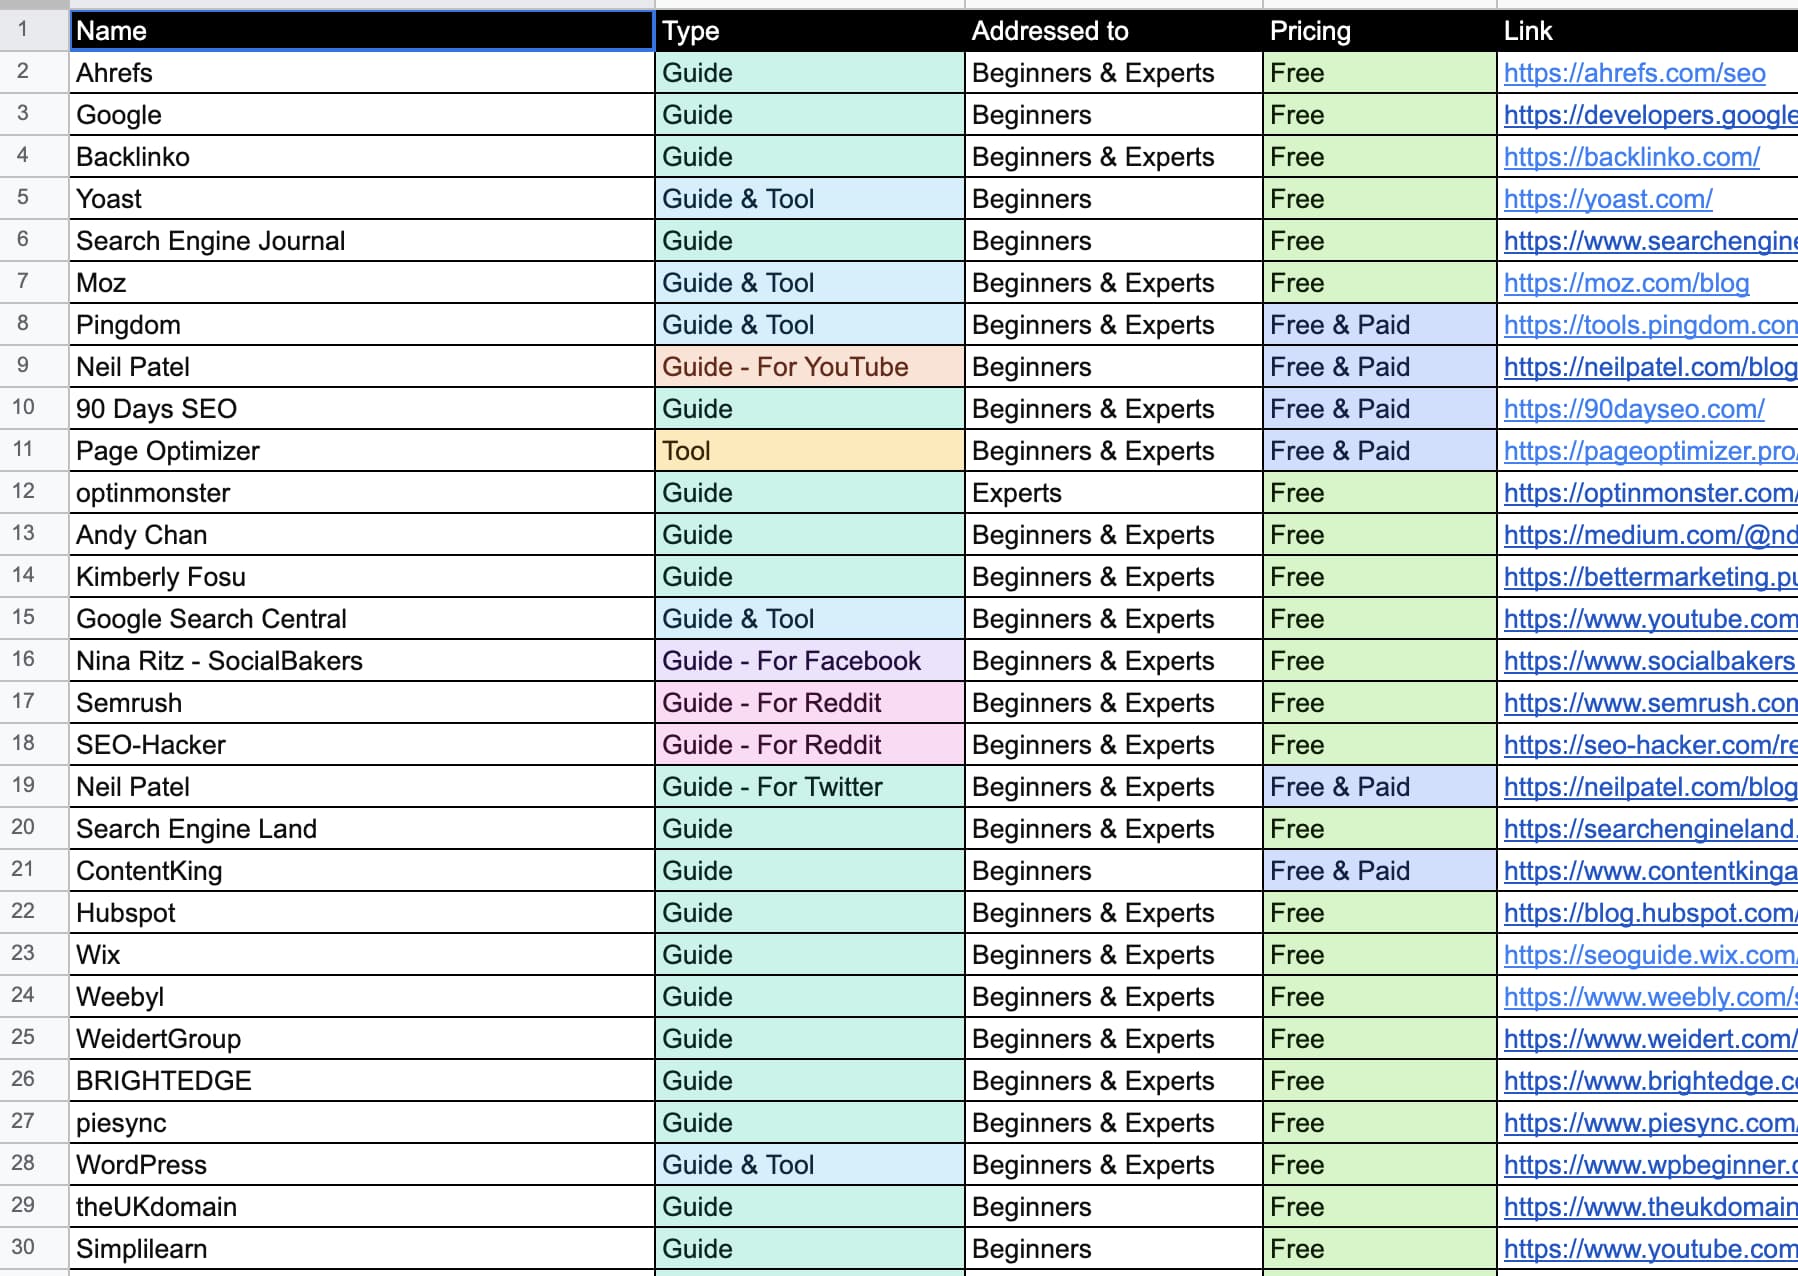 1 Name Type Addressed to Pricing Link
2 Ahrefs Guide Beginners & Experts Free https://ahrefs.com/seo
3 Google Guide Beginners Free https://developers.google
4 Backlinko Guide Beginners & Experts Free https://backlinko.com/
5 Yoast Guide & Tool Beginners Free https://yoast.com/
6 Search Engine Journal Guide Beginners Free https://www.searchengine
7 Moz Guide & Tool Beginners & Experts Free https://moz.com/blog
8 Pingdom Guide & Tool Beginners & Experts Free & Paid https://tools.pingdom.com
9 Neil Patel Guide - For YouTube Beginners Free & Paid https://neilpatel.com/blog
10 90 Days SEO Guide Beginners & Experts Free & Paid https://90dayseo.com/
11 Page Optimizer Tool Beginners & Experts Free & Paid https://pageoptimizer.pro/
12 optinmonster Guide Experts Free https://optinmonster.com/
13 Andy Chan Guide Beginners & Experts Free https://medium.com/@nd
14 Kimberly Fosu Guide Beginners & Experts Free https://bettermarketing.pu
15 Google Search Central Guide & Tool Beginners & Experts Free https://www.youtube.com
16 Nina Ritz - SocialBakers Guide - For Facebook Beginners & Experts Free https://www.socialbakers
17 Semrush Guide - For Reddit Beginners & Experts Free https://www.semrush.com
18 SEO-Hacker Guide - For Reddit Beginners & Experts Free https://seo-hacker.com/re
19 Neil Patel Guide - For Twitter Beginners & Experts Free & Paid https://neilpatel.com/blog
20 Search Engine Land Guide Beginners & Experts Free https://searchengineland.
21 ContentKing Guide Beginners Free & Paid https://www.contentkinga
22 Hubspot Guide Beginners & Experts Free https://blog.hubspot.com/
23 Wix Guide Beginners & Experts Free https://seoguide.wix.com/
24 Weebyl Guide Beginners & Experts Free https://www.weebly.com/s
25 WeidertGroup Guide Beginners & Experts Free https://www.weidert.com/
26 BRIGHTEDGE Guide Beginners & Experts Free https://www.brightedge.co
27 piesync Guide Beginners & Experts Free https://www.piesync.com/
28 WordPress Guide & Tool Beginners & Experts Free https://www.wpbeginner.c
29 theUKdomain Guide Beginners Free https://www.theukdomain
30 Simplilearn Guide Beginners Free https://www.youtube.com